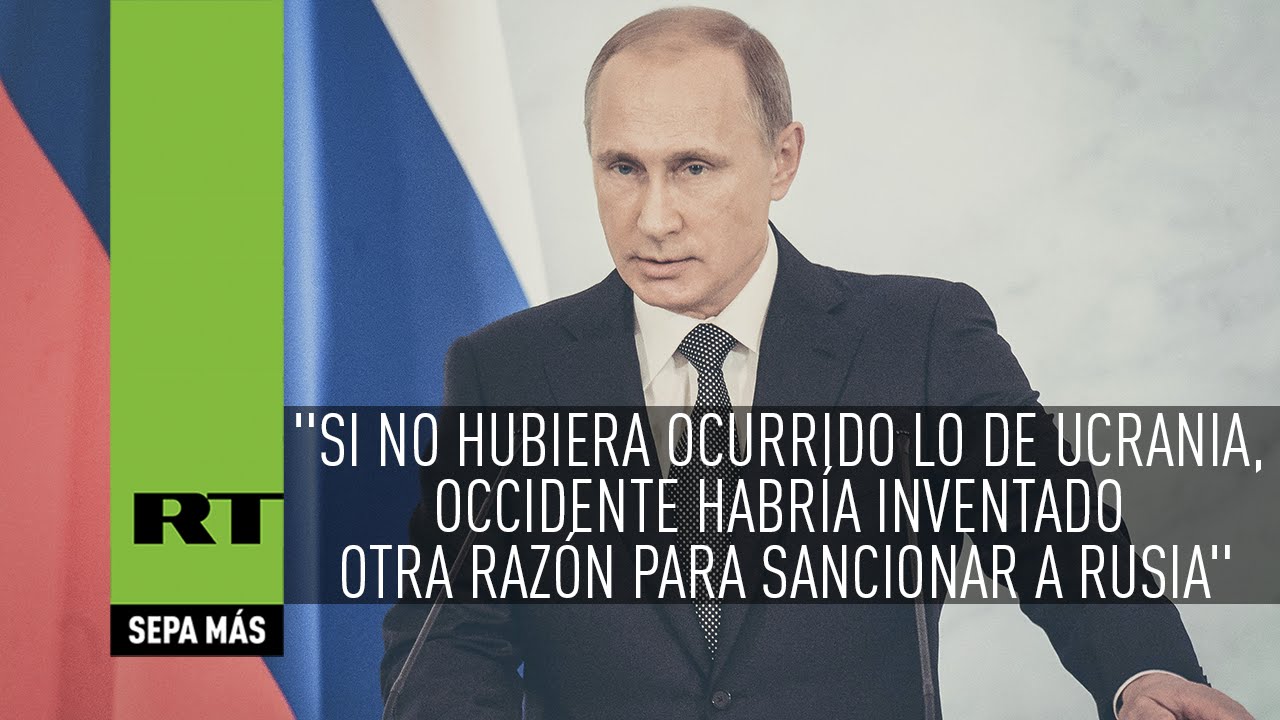 RT
SEPA MÁS
"SI NO HUBIERA OCURRIDO LO DE UCRANIA,
OCCIDENTE HABRÍA INVENTADO
OTRA RAZÓN PARA SANCIONAR A RUSIA"